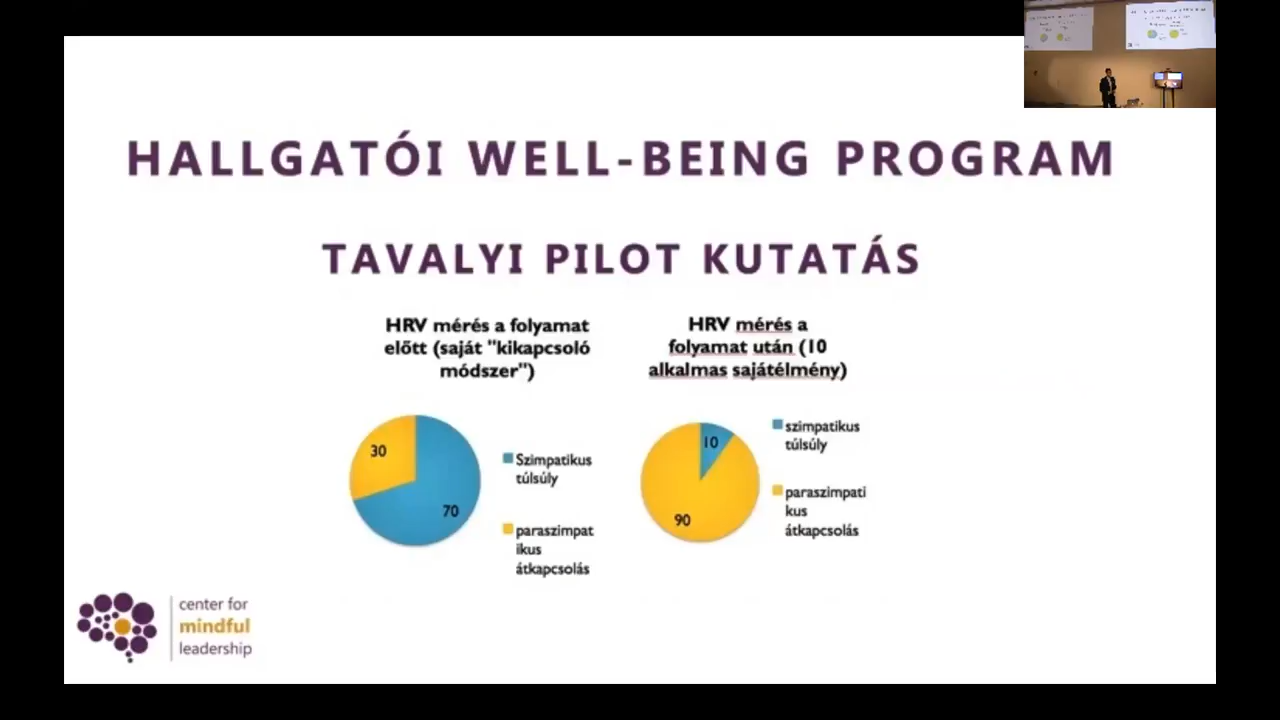 HALLGATÓI WELL-BEING PROGRAM
TAVALYI PILOT KUTATÁS
HRV mérés a folyamat
előtt (saját "kikapcsoló
módszer")
30
70
Szimpatikus
túlsúly
paraszimpat
ikus
átkapcsolás
HRV mérés a
folyamat után (10
alkalmas sajátélmény)
10
90
szimpatikus
túlsúly
paraszimpati
kus
átkapcsolás
center for
mindful
leadership